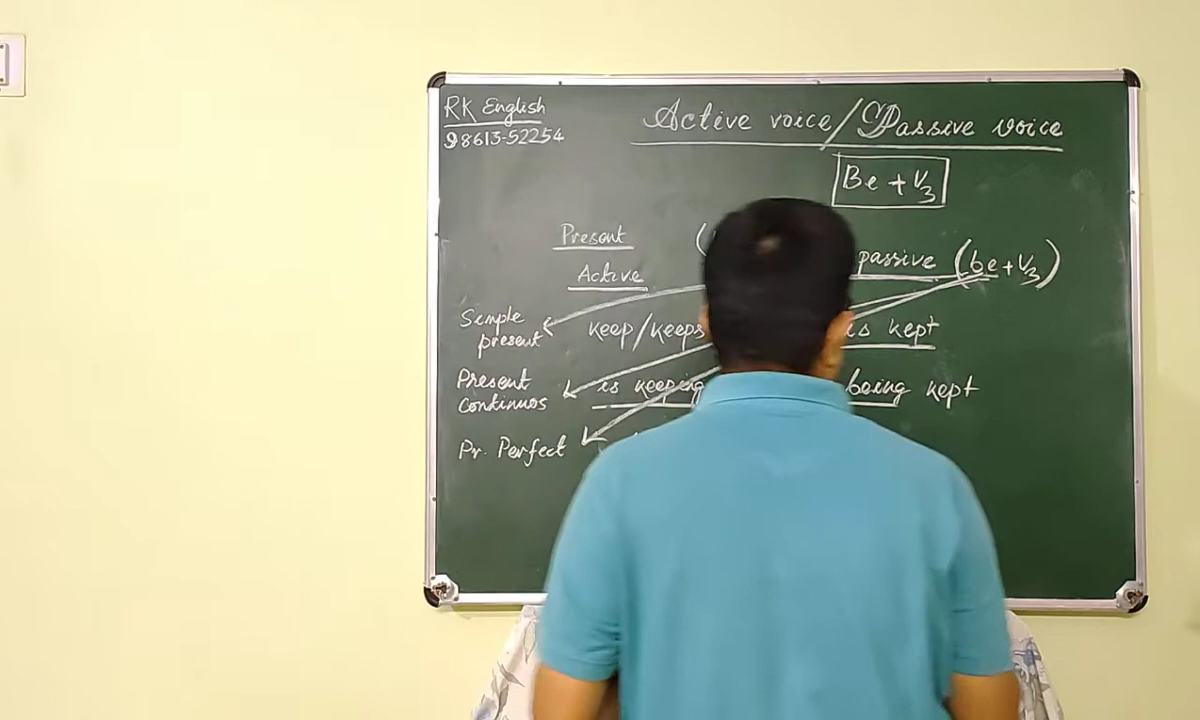 RK English
98613-52254
Active voice/Passive voice
Be + V3
Present
Active
passive (be+V3)
Simple
present
keep/keeps
is kept
Present
Continuos
is keeping
being kept
Pr. Perfect